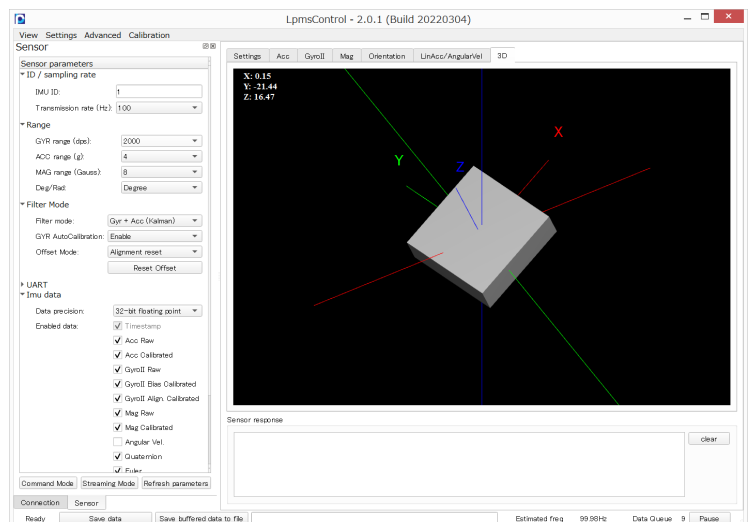 LpmsControl - 2.0.1 (Build 20220304)
View Settings Advanced Calibration
Sensor
Sensor parameters
ID / sampling rate
IMU ID: 1
Transmission rate (Hz): 100
Range
GYR range (dps): 2000
ACC range (g): 4
MAG range (Gauss): 8
Deg/Rad: Degree
Filter Mode
Filter mode: Gyr + Acc (Kalman)
GYR AutoCalibration: Enable
Offset Mode: Alignment reset
Reset Offset
UART
Imu data
Data precision: 32-bit floating point
Enabled data: Timestamp
Acc Raw
Acc Calibrated
GyroII Raw
GyroII Bias Calibrated
GyroII Align. Calibrated
Mag Raw
Mag Calibrated
Angular Vel.
Quaternion
Euler
Command Mode Streaming Mode Refresh parameters
Connection Sensor
Settings Acc GyroII Mag Orientation LinAcc/AngularVel 3D
X: 0.15
Y: -21.44
Z: 16.47
X
Y
Z
Sensor response
clear
Ready Save data Save buffered data to file Estimated freq 99.98Hz Data Queue 9 Pause